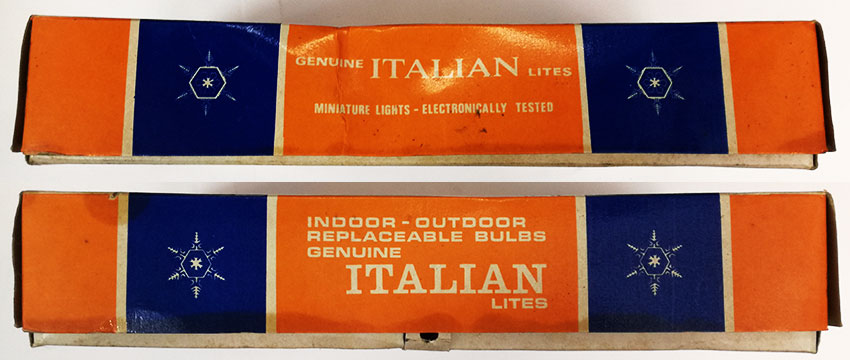 GENUINE ITALIAN LITES
MINIATURE LIGHTS - ELECTRONICALLY TESTED
INDOOR - OUTDOOR
REPLACEABLE BULBS
GENUINE
ITALIAN
LITES